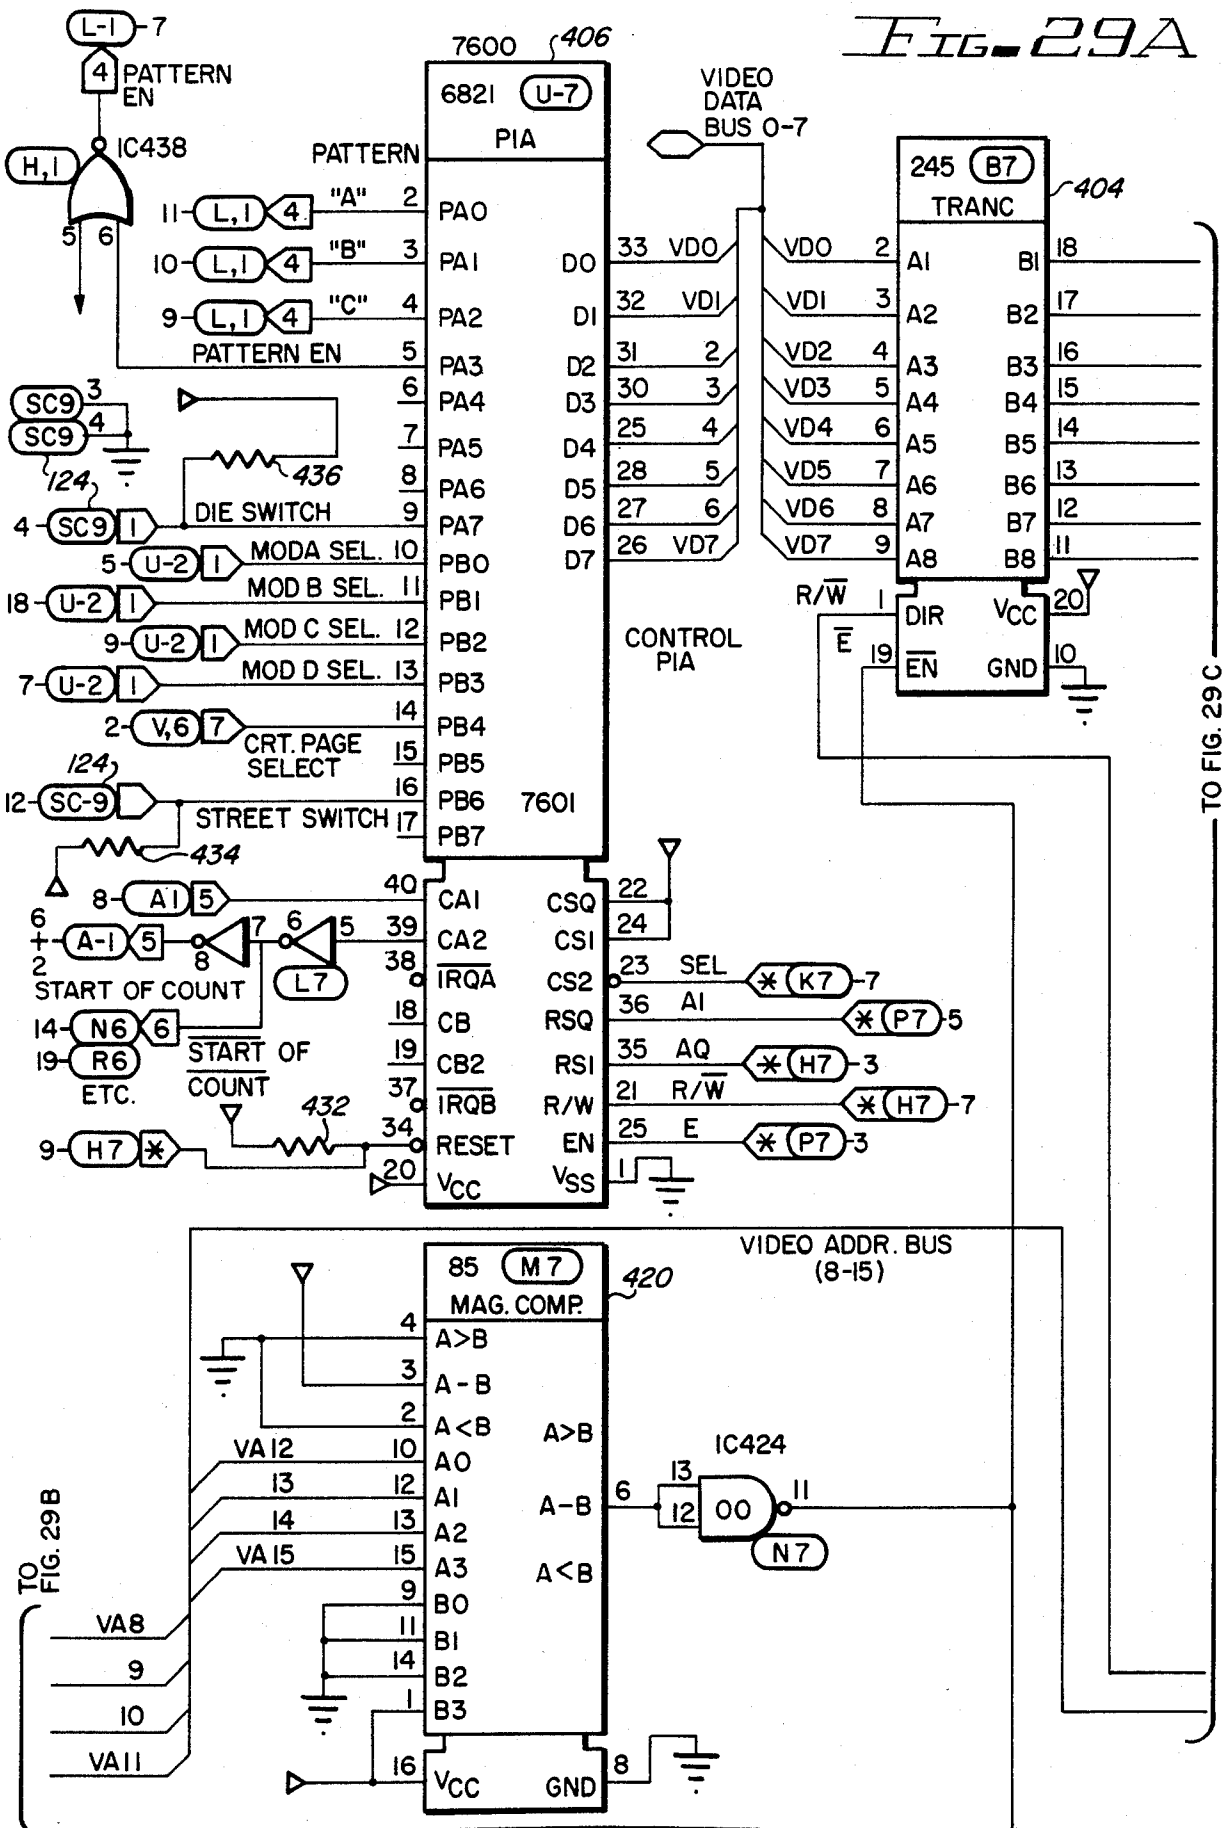 FIG. 29A
L-1 -7
4
PATTERN
EN
IC438
H,1
5 6
7600
406
6821 U-7
PIA
PATTERN
11- L,1 4 "A" 2 PA0
10- L,1 4 "B" 3 PA1
9- L,1 4 "C" 4 PA2
PATTERN EN 5 PA3
6 PA4
7 PA5
8 PA6
SC9 3
SC9 4
124
436
4- SC9 1 DIE SWITCH 9 PA7
5- U-2 1 MODA SEL. 10 PB0
18- U-2 1 MOD B SEL. 11 PB1
9- U-2 1 MOD C SEL. 12 PB2
7- U-2 1 MOD D SEL. 13 PB3
2- V,6 7 14 PB4
CRT. PAGE
SELECT
15 PB5
124
12- SC-9 16 PB6 7601
STREET SWITCH 17 PB7
434
8- A1 5 40 CA1
6
+
2
A-1 5 8 7 6 5 39 CA2
L7
START OF COUNT
38 IRQA
18 CB
14- N6 6
19- R6
ETC.
START OF
COUNT
19 CB2
37 IRQB
432
34 RESET
9- H7 *
20 VCC
VIDEO
DATA
BUS 0-7
D0 33 VD0
D1 32 VD1
D2 31 2
D3 30 3
D4 25 4
D5 28 5
D6 27 6
D7 26 VD7
CONTROL
PIA
CSQ 22
CS1 24
CS2 23 SEL * K7 -7
RSQ 36 A1 * P7 -5
RS1 35 AQ * H7 -3
R/W 21 R/W * H7 -7
EN 25 E * P7 -3
VSS 1
245 B7
TRANC
404
VD0 2 A1 B1 18
VD1 3 A2 B2 17
VD2 4 A3 B3 16
VD3 5 A4 B4 15
VD4 6 A5 B5 14
VD5 7 A6 B6 13
VD6 8 A7 B7 12
VD7 9 A8 B8 11
R/W 1 DIR VCC 20
E 19 EN GND 10
TO FIG. 29C
VIDEO ADDR. BUS
(8-15)
85 M7
420
MAG. COMP.
4 A>B
3 A-B
2 A<B
VA12 10 A0
13 12 A1
14 13 A2
VA15 15 A3
9 B0
11 B1
14 B2
1 B3
16 VCC
GND 8
A>B
A-B 6
A<B
IC424
13
12
00
11
N7
TO
FIG. 29B
VA8
9
10
VA11